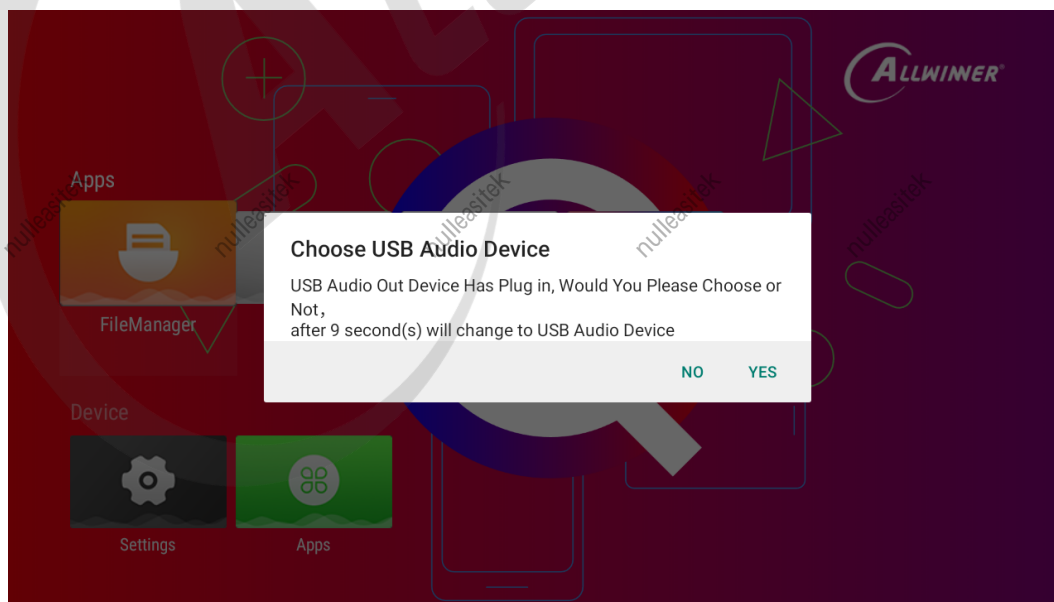 ALLWINNER®
Apps
nulleasitek
nulleasitek
nulleasitek
nulleasitek
nulleasitek
Choose USB Audio Device
USB Audio Out Device Has Plug in, Would You Please Choose or
Not，
after 9 second(s) will change to USB Audio Device
NO
YES
FileManager
Device
Settings
Apps